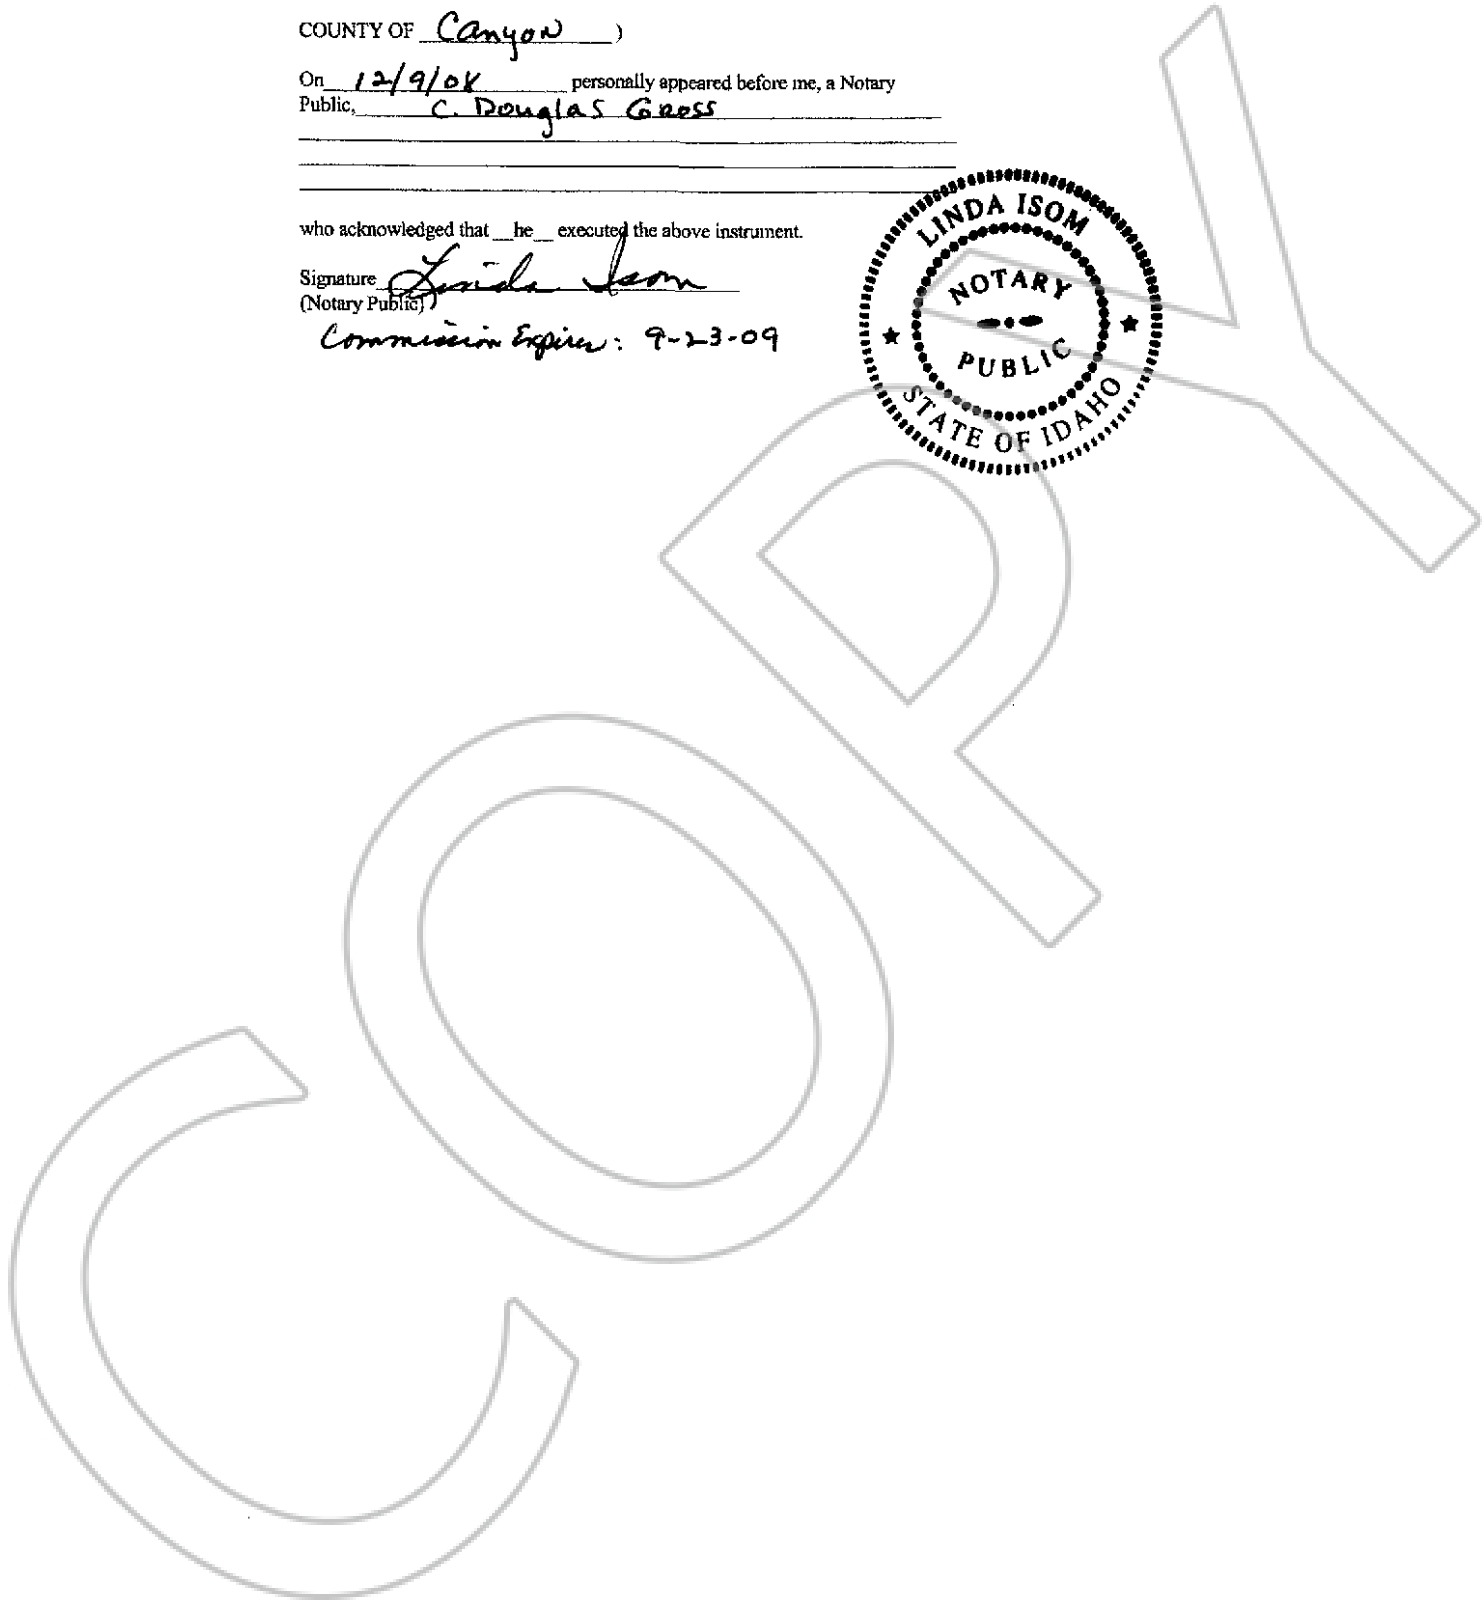 COUNTY OF Canyon )
On 12/9/08 personally appeared before me, a Notary
Public, C. Douglas Gross
who acknowledged that __he__ executed the above instrument.
Signature Linda Isom
(Notary Public)
Commission Expires: 9-23-09
LINDA ISOM
NOTARY
PUBLIC
STATE OF IDAHO
COPY